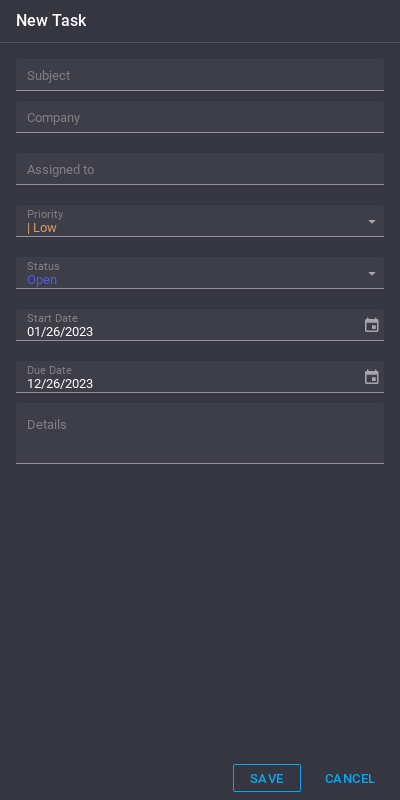 New Task
Subject
Company
Assigned to
Priority
| Low
Status
Open
Start Date
01/26/2023
Due Date
12/26/2023
Details
SAVE
CANCEL